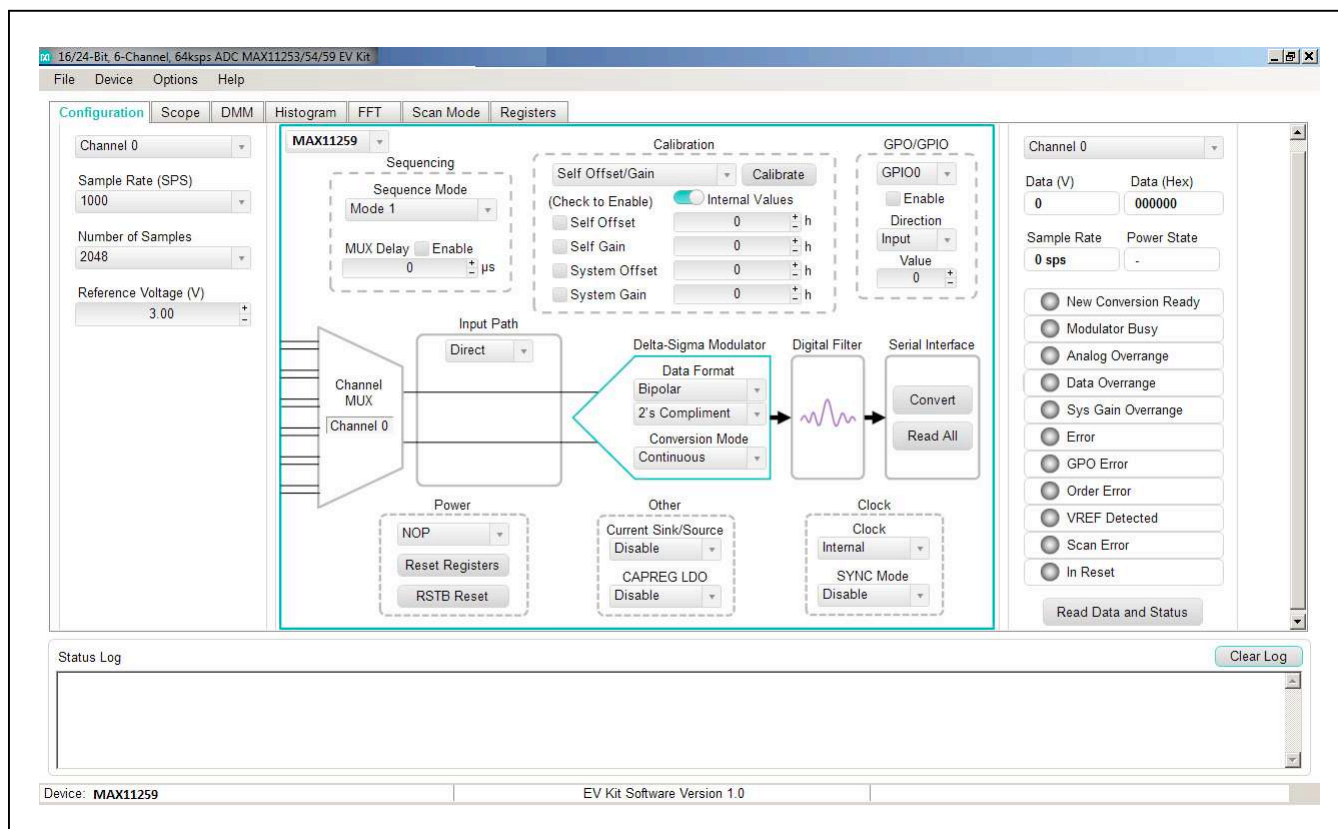 16/24-Bit, 6-Channel, 64ksps ADC MAX11253/54/59 EV Kit
File Device Options Help
Configuration Scope DMM Histogram FFT Scan Mode Registers
Channel 0
Sample Rate (SPS)
1000
Number of Samples
2048
Reference Voltage (V)
3.00
MAX11259
Sequencing
Sequence Mode
Mode 1
MUX Delay Enable
0 µs
Calibration
Self Offset/Gain Calibrate
(Check to Enable) Internal Values
Self Offset 0 h
Self Gain 0 h
System Offset 0 h
System Gain 0 h
GPO/GPIO
GPIO0
Enable
Direction
Input
Value
0
Channel
MUX
Channel 0
Input Path
Direct
Delta-Sigma Modulator
Data Format
Bipolar
2's Compliment
Conversion Mode
Continuous
Digital Filter
Serial Interface
Convert
Read All
Power
NOP
Reset Registers
RSTB Reset
Other
Current Sink/Source
Disable
CAPREG LDO
Disable
Clock
Clock
Internal
SYNC Mode
Disable
Channel 0
Data (V) Data (Hex)
0 000000
Sample Rate Power State
0 sps -
New Conversion Ready
Modulator Busy
Analog Overrange
Data Overrange
Sys Gain Overrange
Error
GPO Error
Order Error
VREF Detected
Scan Error
In Reset
Read Data and Status
Status Log Clear Log
Device: MAX11259 EV Kit Software Version 1.0